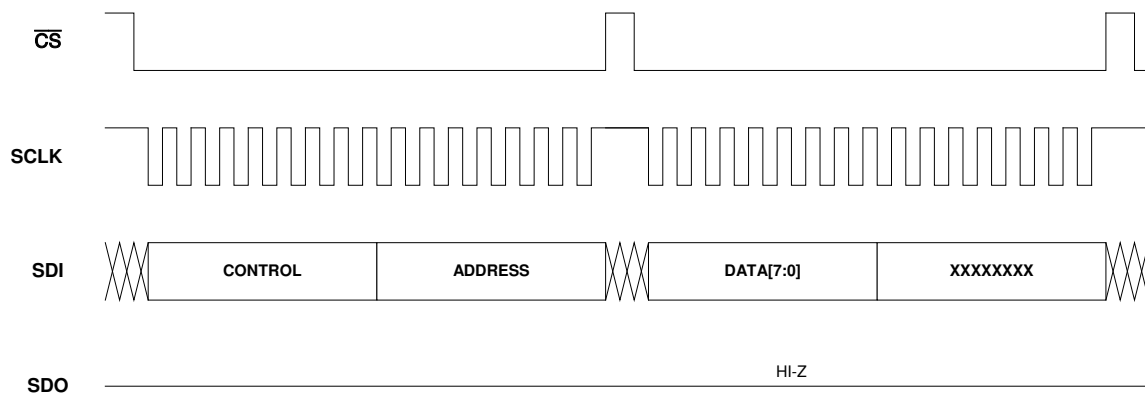 CS
SCLK
SDI
CONTROL
ADDRESS
DATA[7:0]
XXXXXXXX
HI-Z
SDO